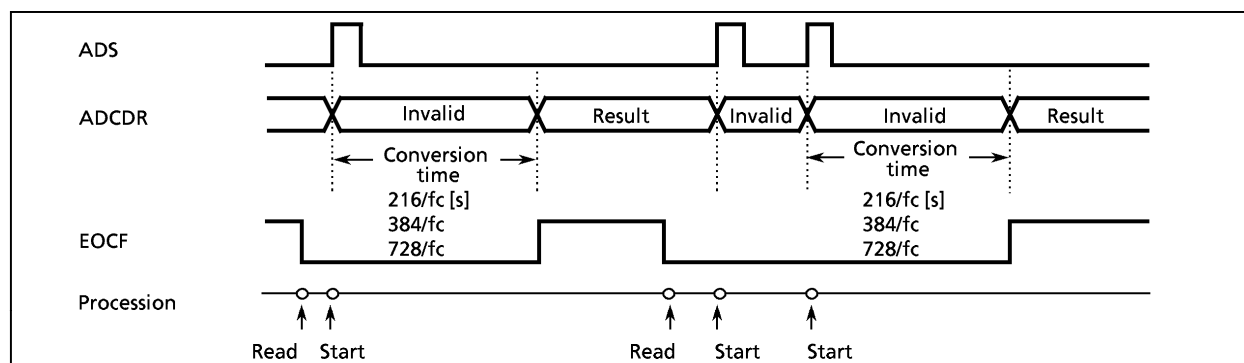 ADS
ADCDR
Invalid
Result
Invalid
Invalid
Result
Conversion
time
216/fc [s]
384/fc
728/fc
Conversion
time
216/fc [s]
384/fc
728/fc
EOCF
Procession
Read Start Read Start Start